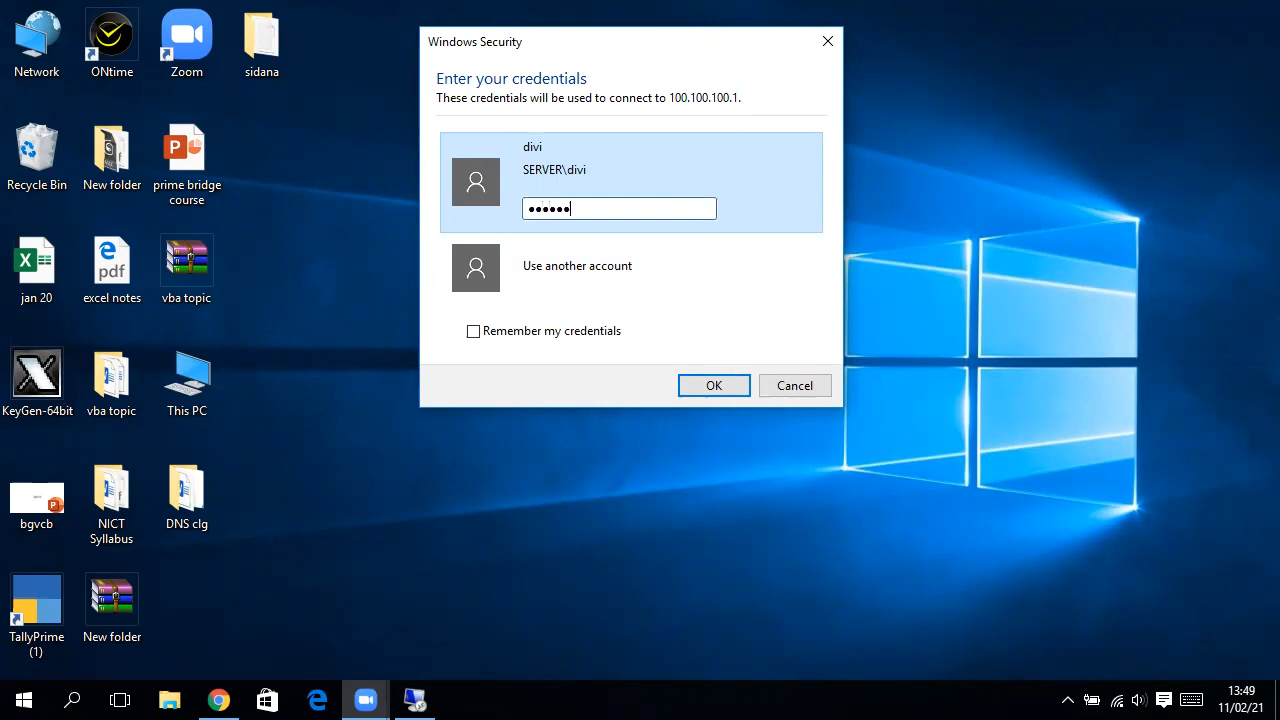 Network
ONtime
Zoom
sidana
Recycle Bin
New folder
prime bridge
course
jan 20
pdf
excel notes
vba topic
KeyGen-64bit
vba topic
This PC
bgvcb
NICT
Syllabus
DNS clg
TallyPrime
(1)
New folder
Windows Security
Enter your credentials
These credentials will be used to connect to 100.100.100.1.
divi
SERVER\divi
Use another account
Remember my credentials
OK
Cancel
13:49
11/02/21